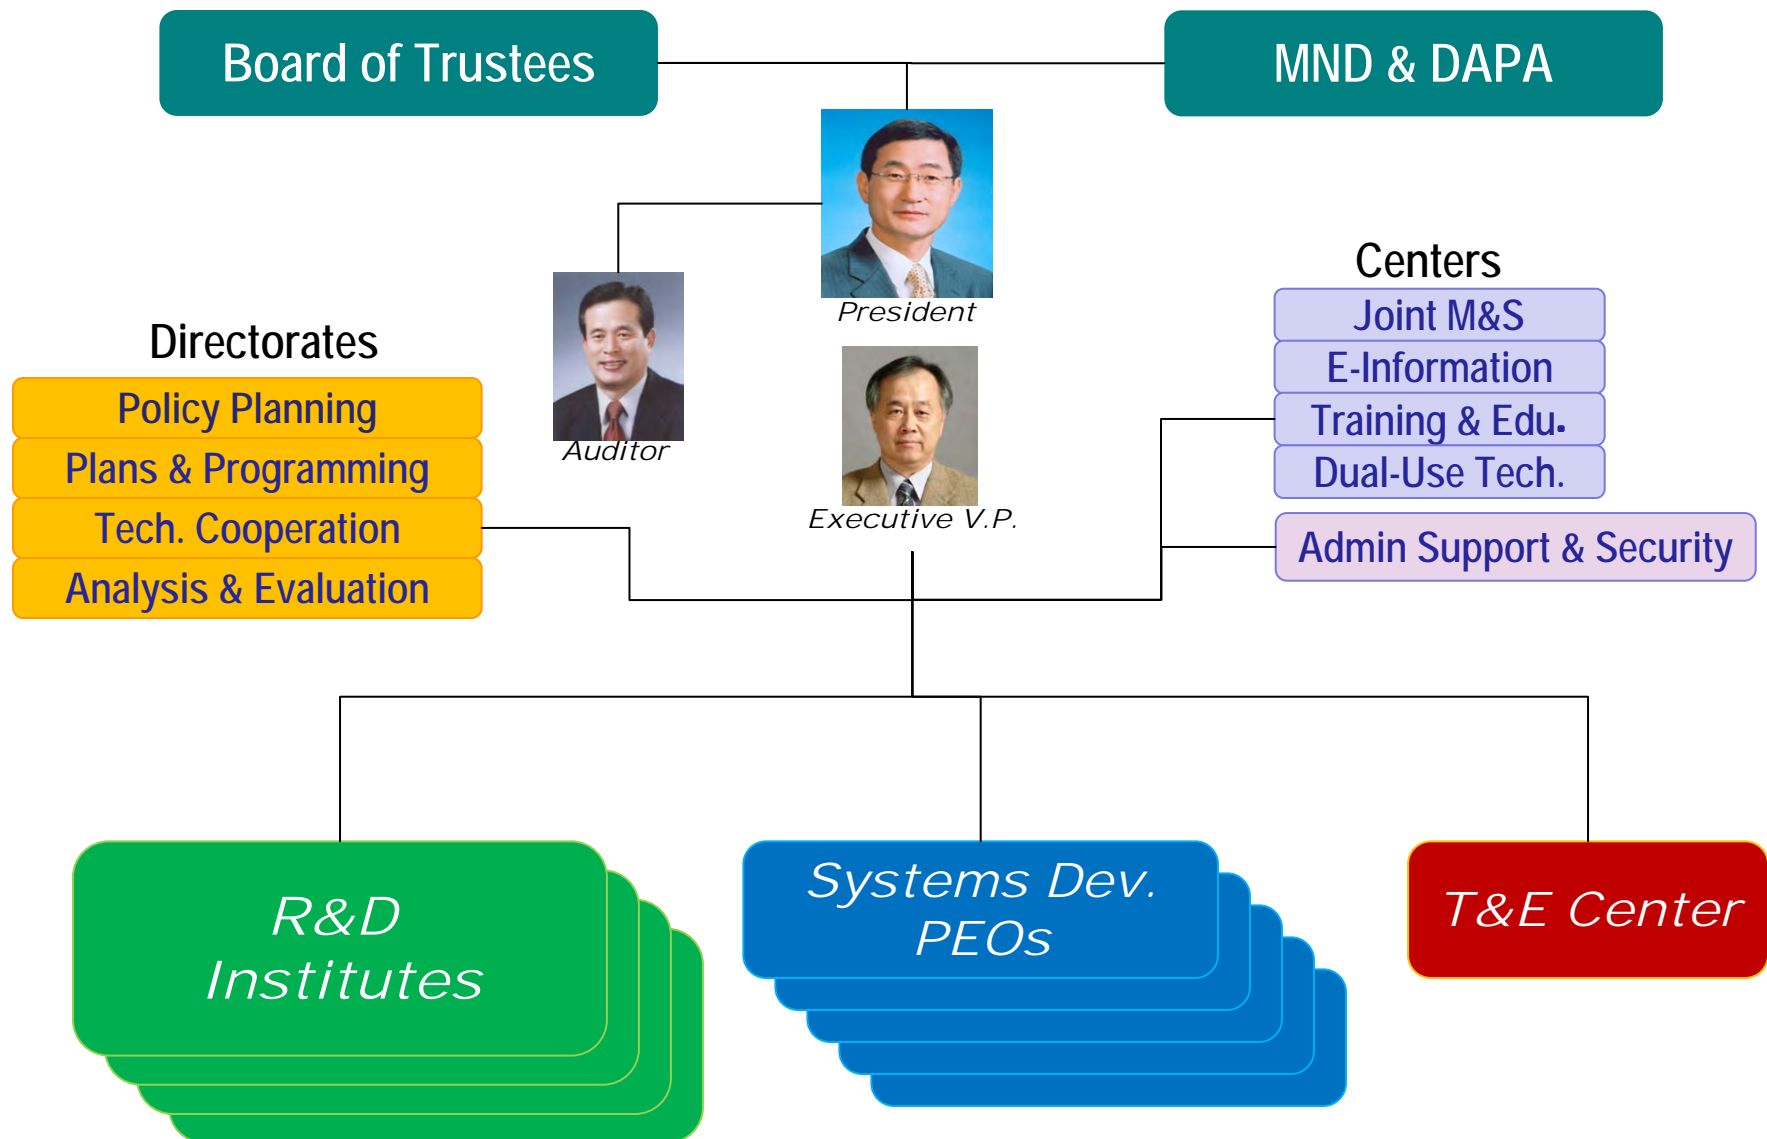 Board of Trustees
MND & DAPA
President
Auditor
Executive V.P.
Directorates
Policy Planning
Plans & Programming
Tech. Cooperation
Analysis & Evaluation
Centers
Joint M&S
E-Information
Training & Edu.
Dual-Use Tech.
Admin Support & Security
R&D
Institutes
Systems Dev.
PEOs
T&E Center